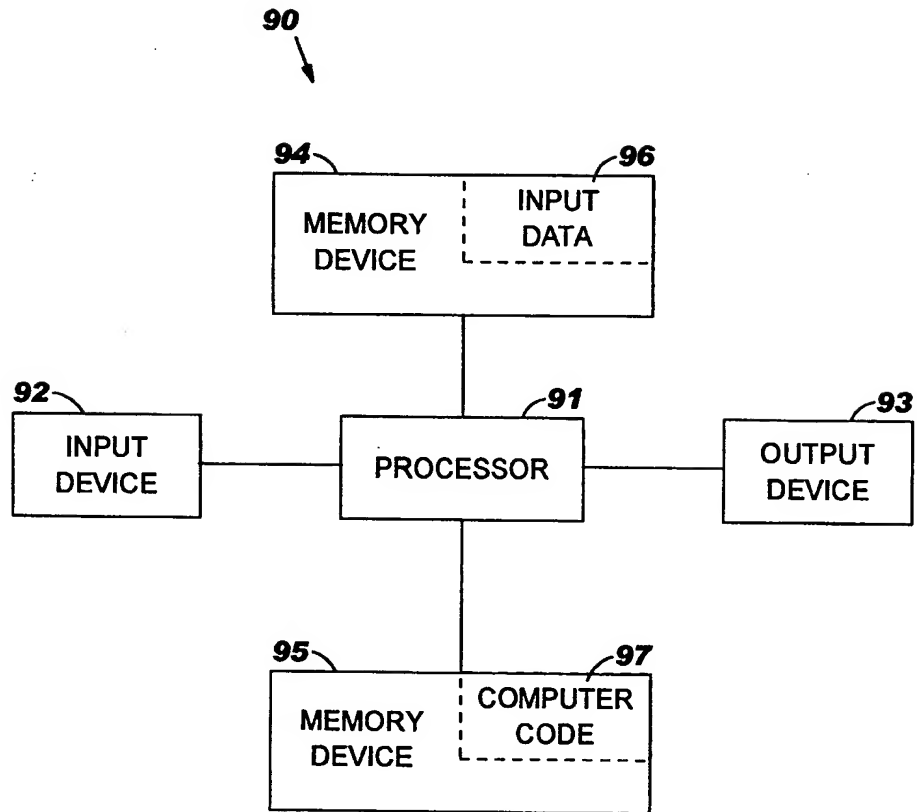 90
94
96
MEMORY
DEVICE
INPUT
DATA
92
91
93
INPUT
DEVICE
PROCESSOR
OUTPUT
DEVICE
95
97
MEMORY
DEVICE
COMPUTER
CODE